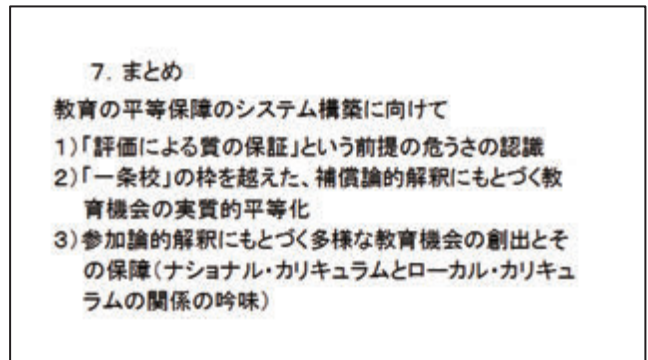 7. まとめ
教育の平等保障のシステム構築に向けて
1)「評価による質の保証」という前提の危うさの認識
2)「一条校」の枠を越えた、補償論的解釈にもとづく教
育機会の実質的平等化
3)参加論的解釈にもとづく多様な教育機会の創出とそ
の保障(ナショナル・カリキュラムとローカル・カリキュ
ラムの関係の吟味)